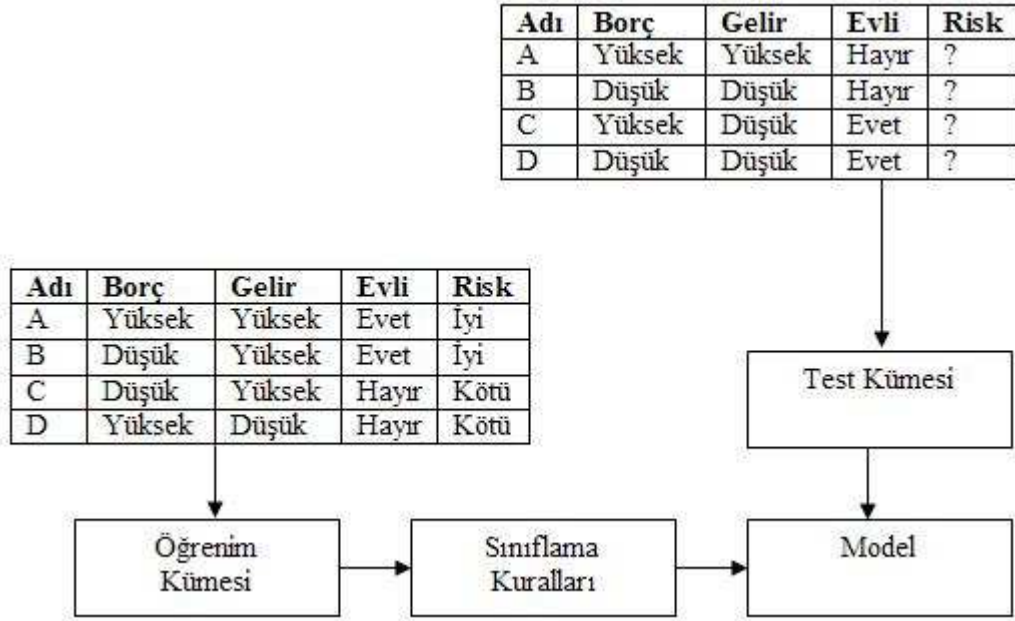 Adı Borç Gelir Evli Risk
A Yüksek Yüksek Hayır ?
B Düşük Düşük Hayır ?
C Yüksek Düşük Evet ?
D Düşük Düşük Evet ?
Adı Borç Gelir Evli Risk
A Yüksek Yüksek Evet İyi
B Düşük Yüksek Evet İyi
C Düşük Yüksek Hayır Kötü
D Yüksek Düşük Hayır Kötü
Test Kümesi
Öğrenim
Kümesi
Sınıflama
Kuralları
Model